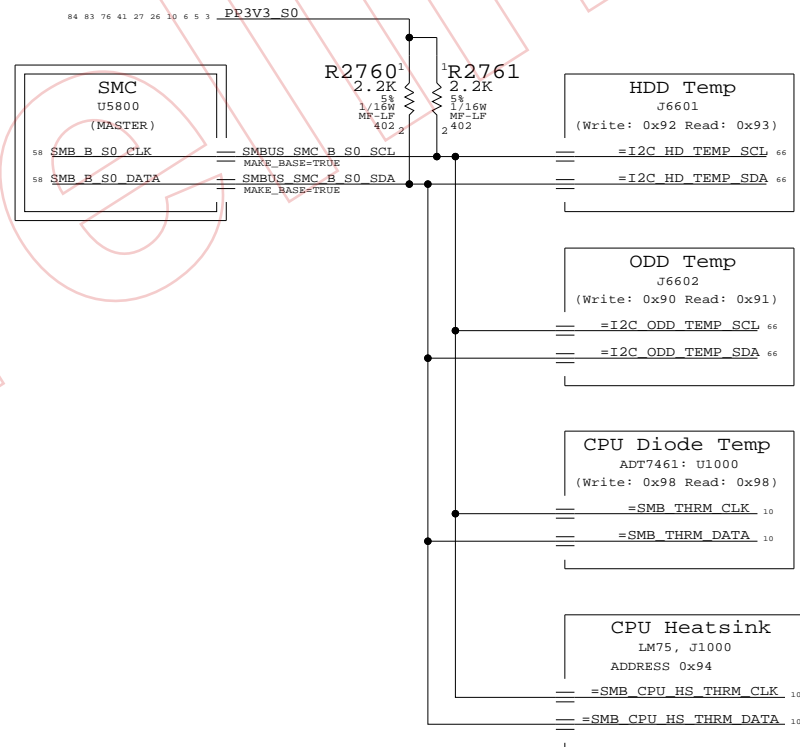 84 83 76 41 27 26 10 6 5 3 PP3V3_S0
R2760 1
2.2K
5%
1/16W
MF-LF
402
2
1 R2761
2.2K
5%
1/16W
MF-LF
2 402
SMC
U5800
(MASTER)
58 SMB_B_S0_CLK SMBUS_SMC_B_S0_SCL
MAKE_BASE=TRUE
58 SMB_B_S0_DATA SMBUS_SMC_B_S0_SDA
MAKE_BASE=TRUE
HDD Temp
J6601
(Write: 0x92 Read: 0x93)
=I2C_HD_TEMP_SCL 66
=I2C_HD_TEMP_SDA 66
ODD Temp
J6602
(Write: 0x90 Read: 0x91)
=I2C_ODD_TEMP_SCL 66
=I2C_ODD_TEMP_SDA 66
CPU Diode Temp
ADT7461: U1000
(Write: 0x98 Read: 0x98)
=SMB_THRM_CLK 10
=SMB_THRM_DATA 10
CPU Heatsink
LM75, J1000
ADDRESS 0x94
=SMB_CPU_HS_THRM_CLK 10
=SMB_CPU_HS_THRM_DATA 10